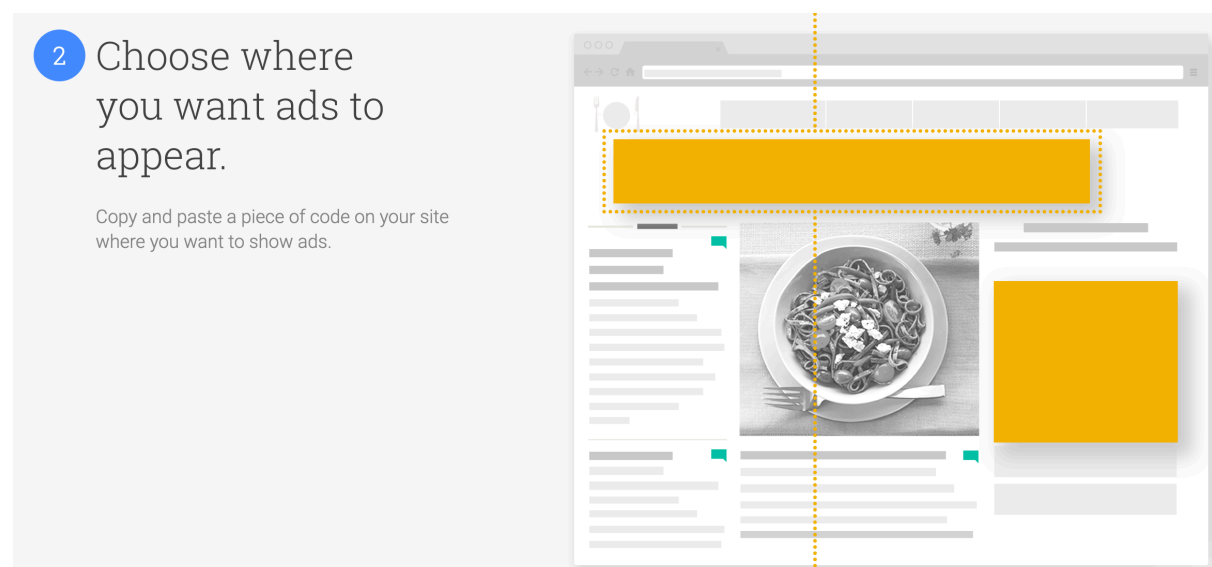 2
Choose where
you want ads to
appear.
Copy and paste a piece of code on your site
where you want to show ads.